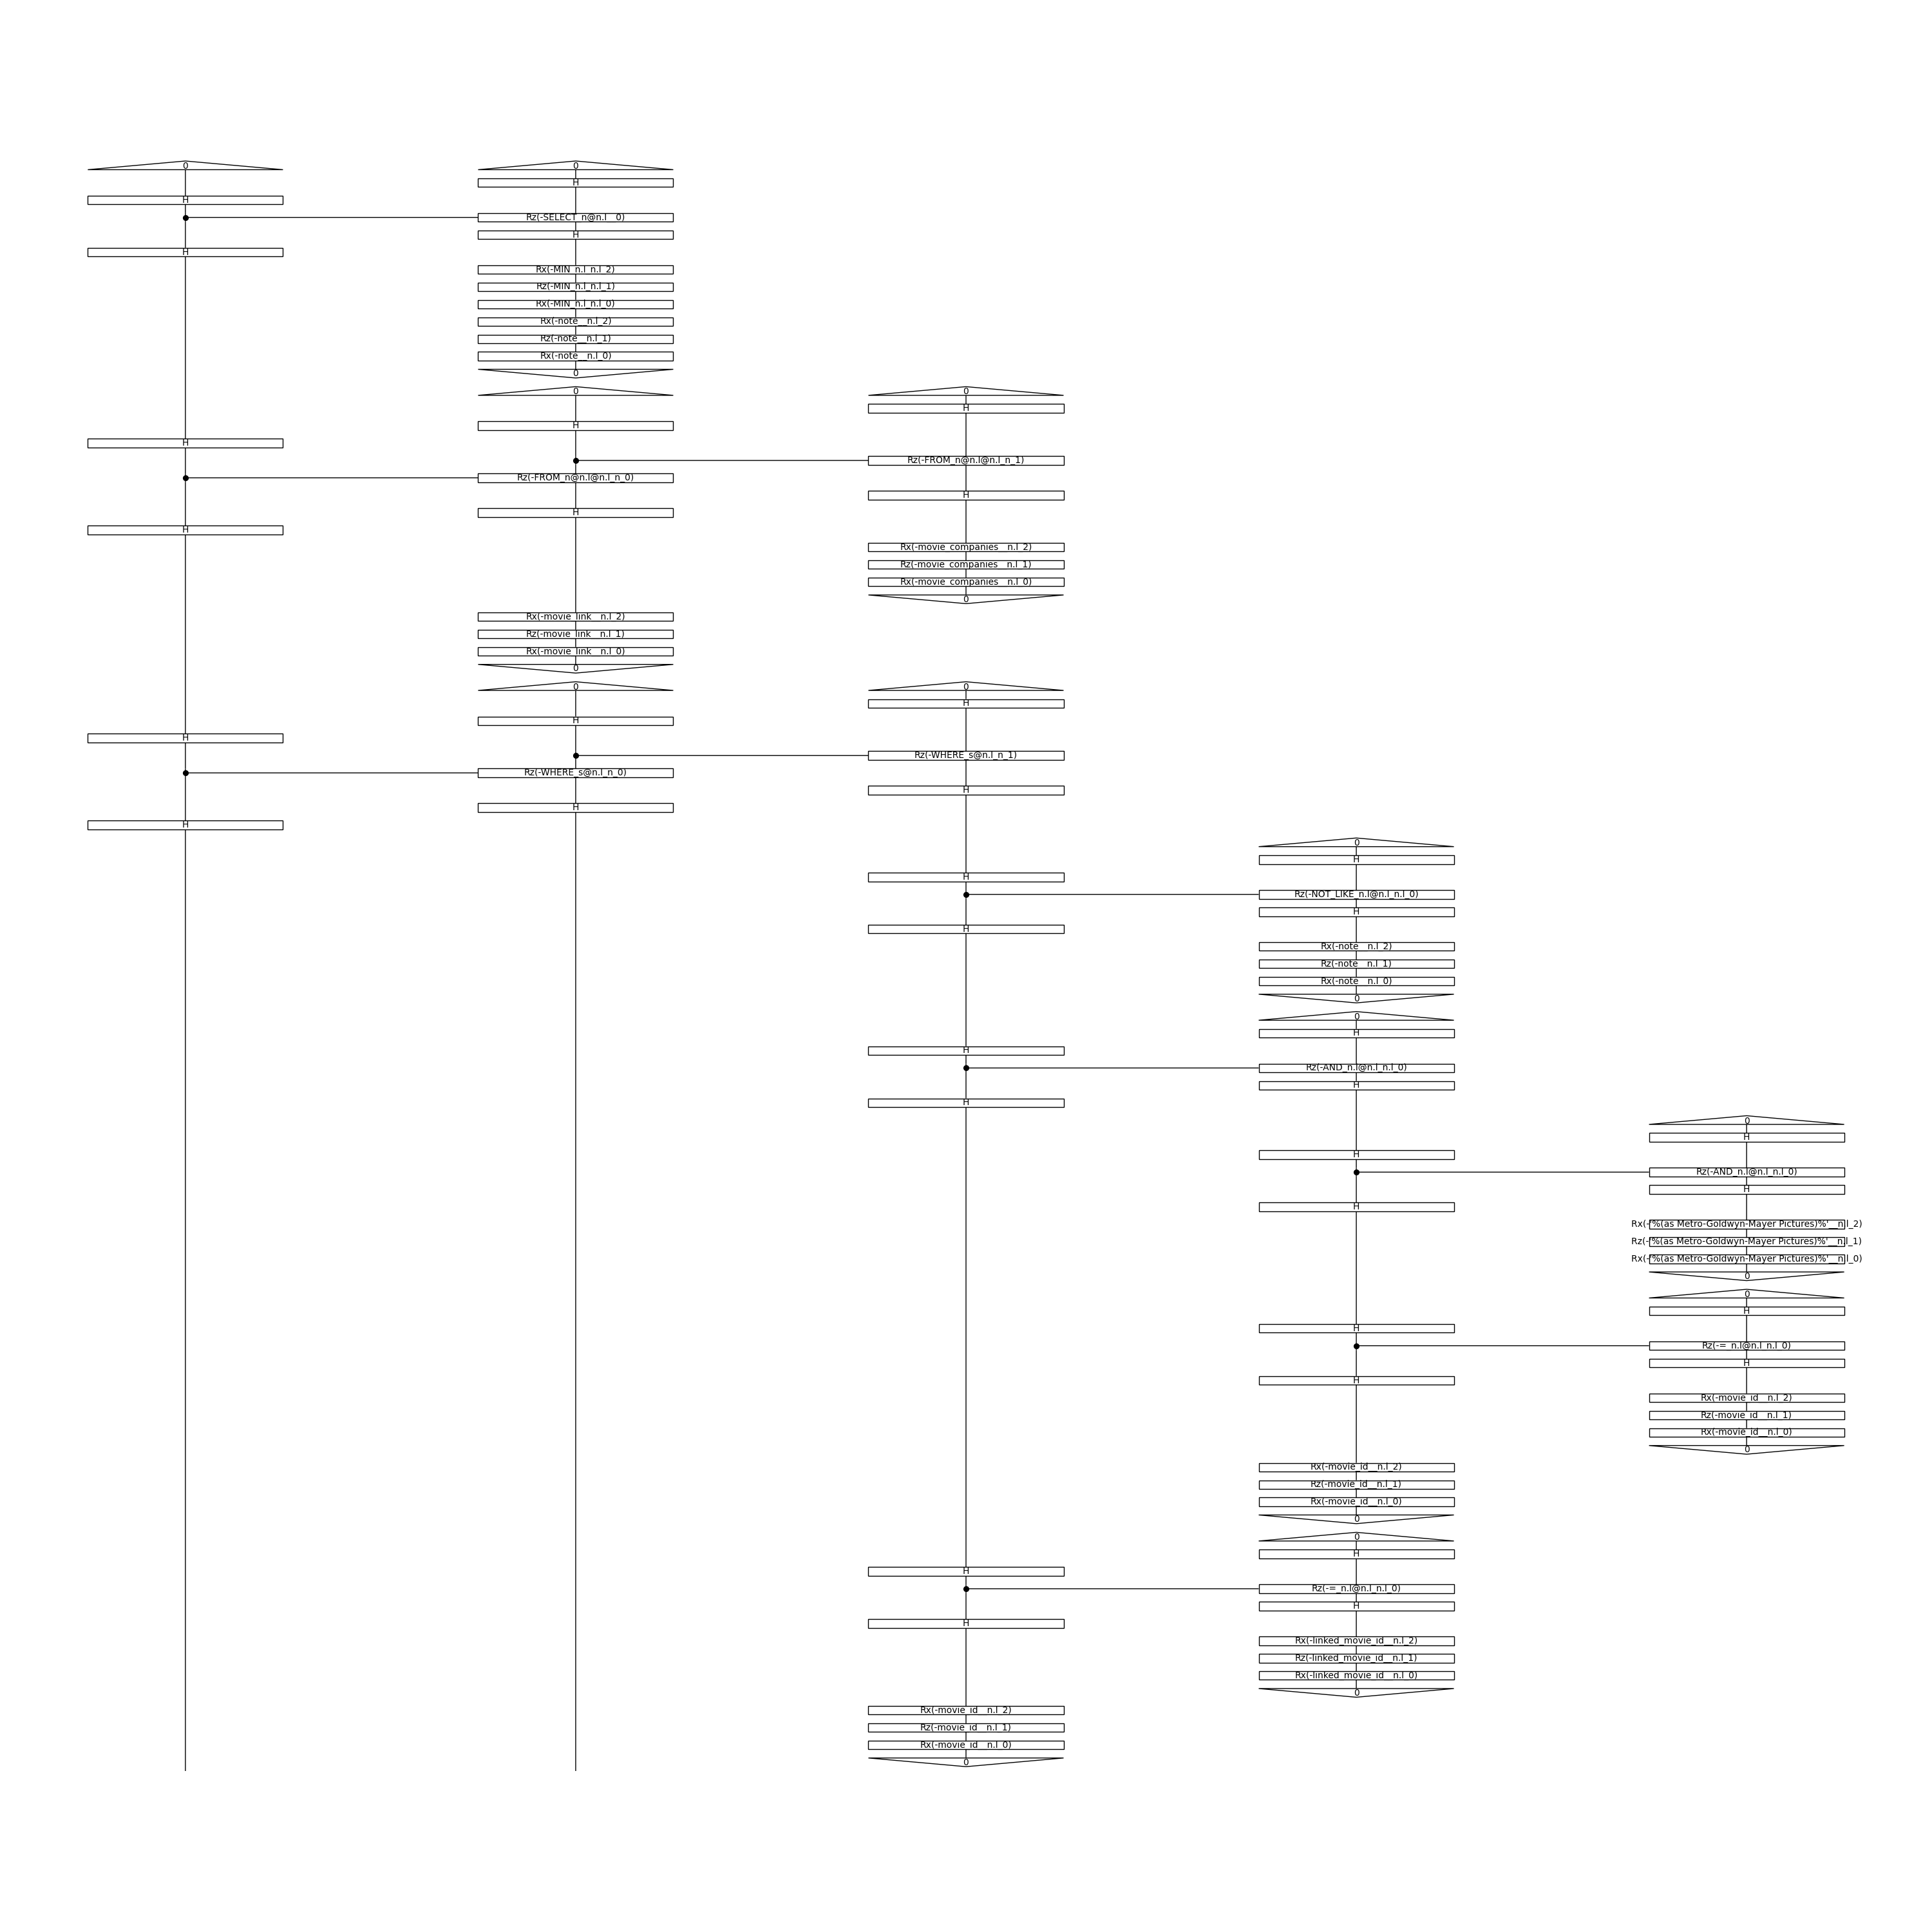 0
0
H
H
Rz(-SELECT_n@n.l__0)
H
H
Rx(-MIN_n.l_n.l_2)
Rz(-MIN_n.l_n.l_1)
Rx(-MIN_n.l_n.l_0)
Rx(-note__n.l_2)
Rz(-note__n.l_1)
Rx(-note__n.l_0)
0
0
0
H
H
H
Rz(-FROM_n@n.l@n.l_n_1)
Rz(-FROM_n@n.l@n.l_n_0)
H
H
H
Rx(-movie_companies__n.l_2)
Rz(-movie_companies__n.l_1)
Rx(-movie_companies__n.l_0)
0
Rx(-movie_link__n.l_2)
Rz(-movie_link__n.l_1)
Rx(-movie_link__n.l_0)
0
0
0
H
H
H
Rz(-WHERE_s@n.l_n_1)
Rz(-WHERE_s@n.l_n_0)
H
H
H
0
H
H
Rz(-NOT_LIKE_n.l@n.l_n.l_0)
H
H
Rx(-note__n.l_2)
Rz(-note__n.l_1)
Rx(-note__n.l_0)
0
0
H
H
Rz(-AND_n.l@n.l_n.l_0)
H
H
0
H
H
Rz(-AND_n.l@n.l_n.l_0)
H
H
Rx(-'%(as Metro-Goldwyn-Mayer Pictures)%'__n.l_2)
Rz(-'%(as Metro-Goldwyn-Mayer Pictures)%'__n.l_1)
Rx(-'%(as Metro-Goldwyn-Mayer Pictures)%'__n.l_0)
0
0
H
H
Rz(-=_n.l@n.l_n.l_0)
H
H
Rx(-movie_id__n.l_2)
Rz(-movie_id__n.l_1)
Rx(-movie_id__n.l_0)
0
Rx(-movie_id__n.l_2)
Rz(-movie_id__n.l_1)
Rx(-movie_id__n.l_0)
0
0
H
H
Rz(-=_n.l@n.l_n.l_0)
H
H
Rx(-linked_movie_id__n.l_2)
Rz(-linked_movie_id__n.l_1)
Rx(-linked_movie_id__n.l_0)
0
Rx(-movie_id__n.l_2)
Rz(-movie_id__n.l_1)
Rx(-movie_id__n.l_0)
0